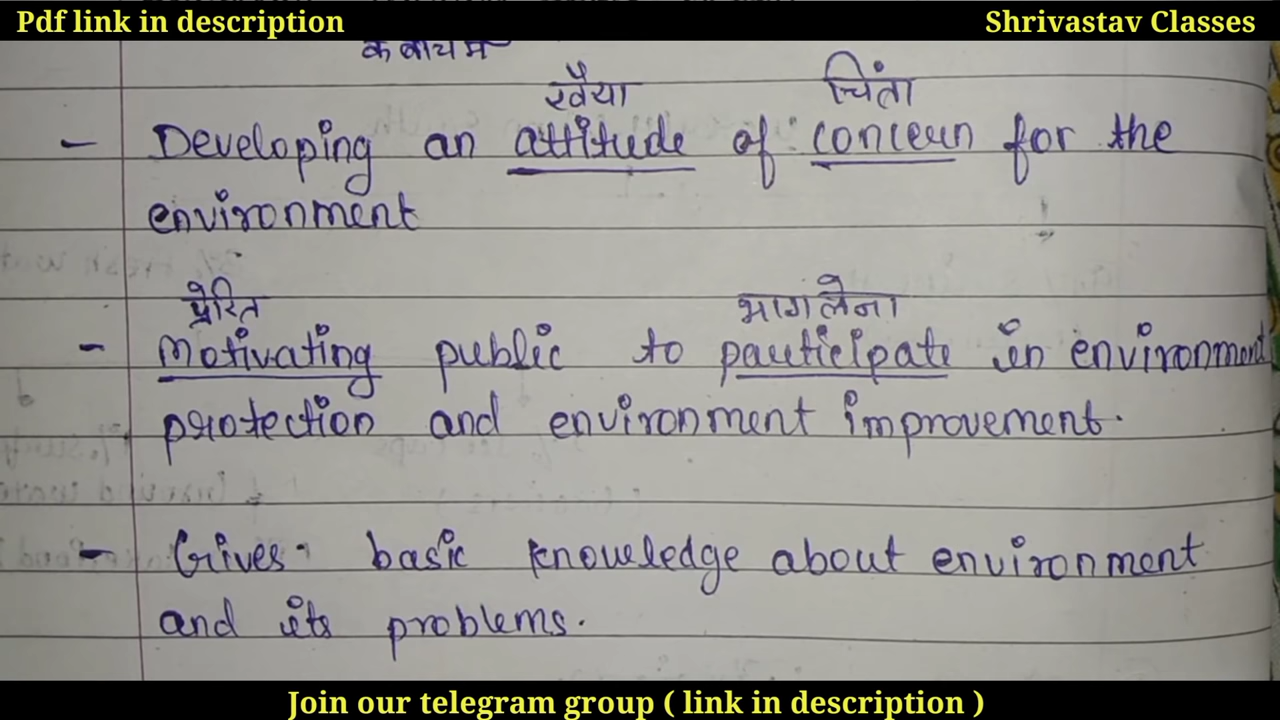 Pdf link in description
Shrivastav Classes
के बारे में
रवैया चिंता
- Developing an attitude of concern for the
environment
प्रेरित भाग लेना
- Motivating public to participate in environment
protection and environment improvement.
- Gives basic knowledge about environment
and its problems.
Join our telegram group ( link in description )